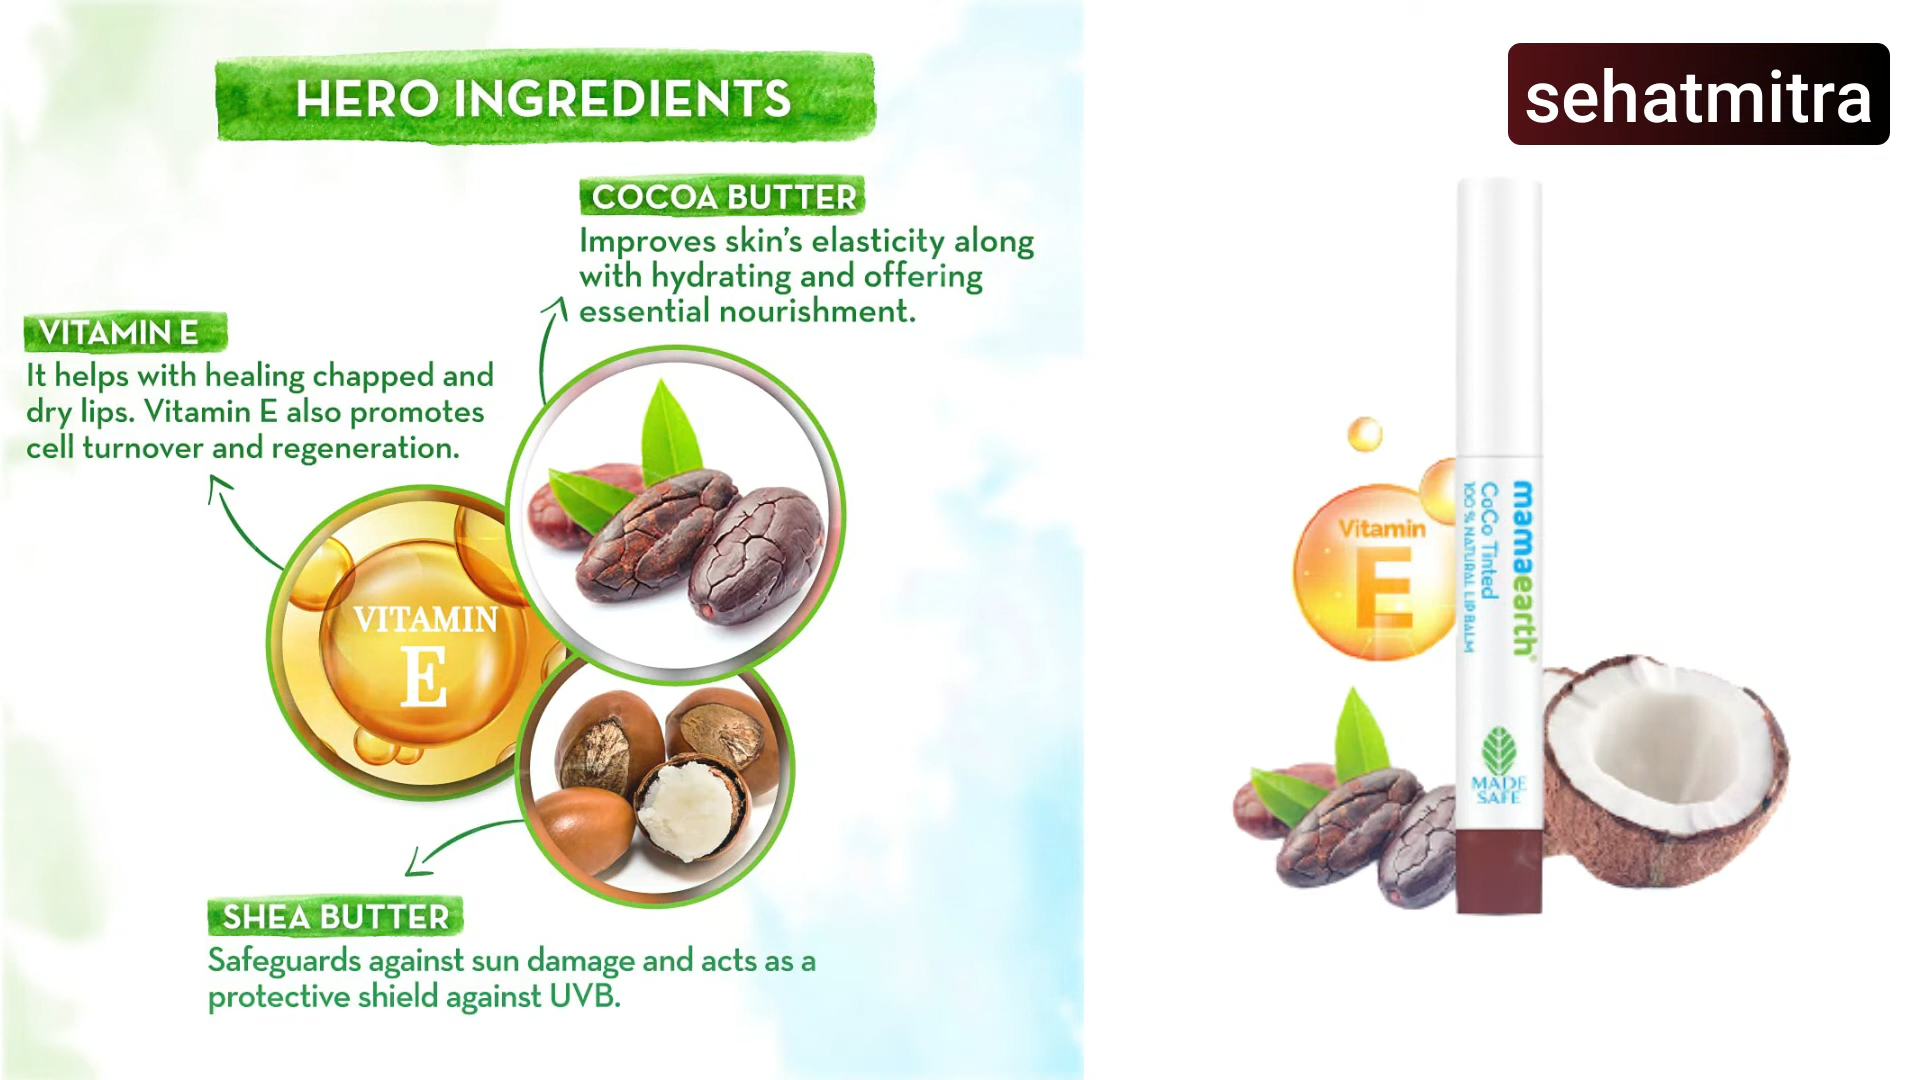 HERO INGREDIENTS
COCOA BUTTER
Improves skin's elasticity along
with hydrating and offering
essential nourishment.
VITAMIN E
It helps with healing chapped and
dry lips. Vitamin E also promotes
cell turnover and regeneration.
VITAMIN
E
SHEA BUTTER
Safeguards against sun damage and acts as a
protective shield against UVB.
sehatmitra
Vitamin
E
mamaearth®
CoCo Tinted
100% NATURAL LIP BALM
MADE
SAFE